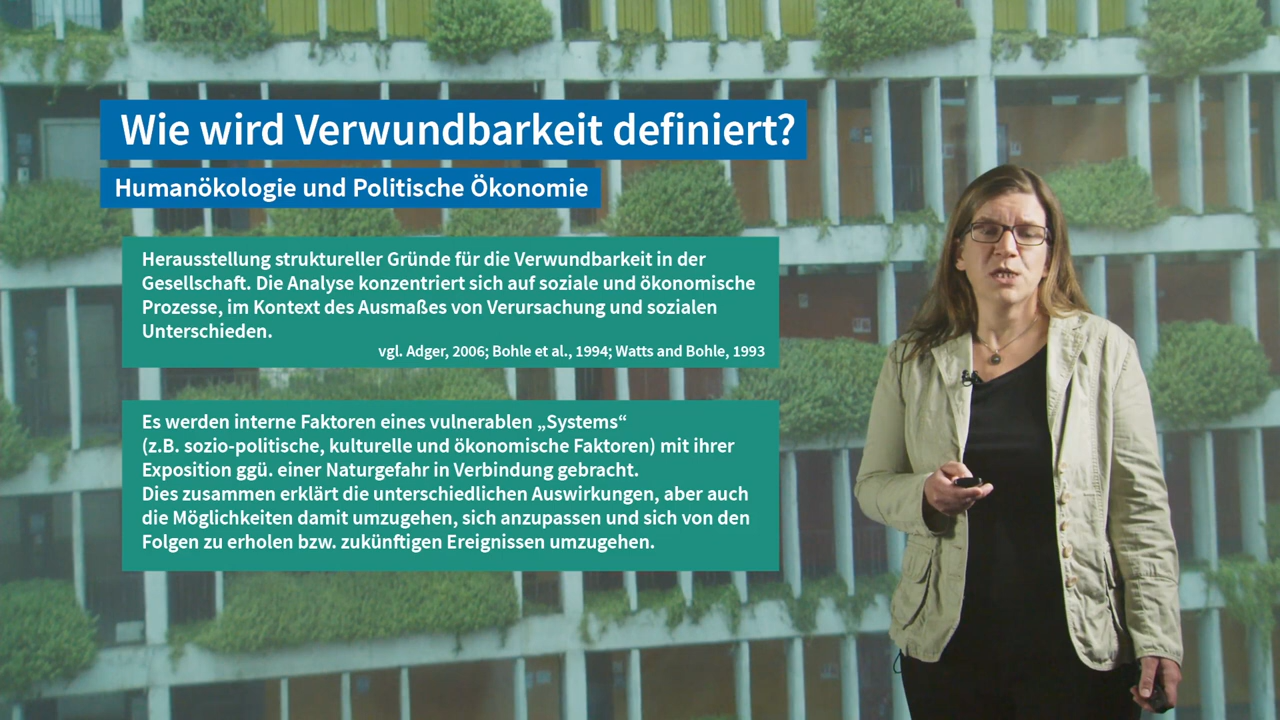 Wie wird Verwundbarkeit definiert?
Humanökologie und Politische Ökonomie
Herausstellung struktureller Gründe für die Verwundbarkeit in der
Gesellschaft. Die Analyse konzentriert sich auf soziale und ökonomische
Prozesse, im Kontext des Ausmaßes von Verursachung und sozialen
Unterschieden.
vgl. Adger, 2006; Bohle et al., 1994; Watts and Bohle, 1993
Es werden interne Faktoren eines vulnerablen „Systems“
(z.B. sozio-politische, kulturelle und ökonomische Faktoren) mit ihrer
Exposition ggü. einer Naturgefahr in Verbindung gebracht.
Dies zusammen erklärt die unterschiedlichen Auswirkungen, aber auch
die Möglichkeiten damit umzugehen, sich anzupassen und sich von den
Folgen zu erholen bzw. zukünftigen Ereignissen umzugehen.